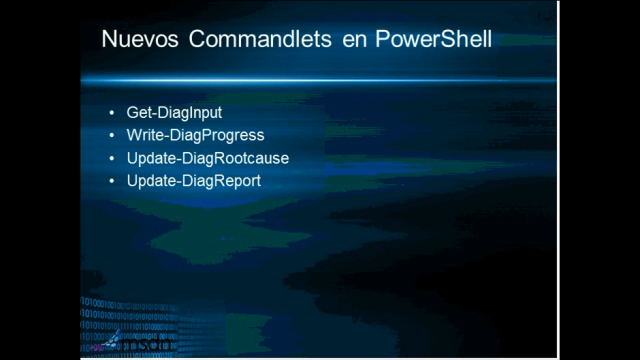 Nuevos Commandlets en PowerShell
• Get-DiagInput
• Write-DiagProgress
• Update-DiagRootcause
• Update-DiagReport